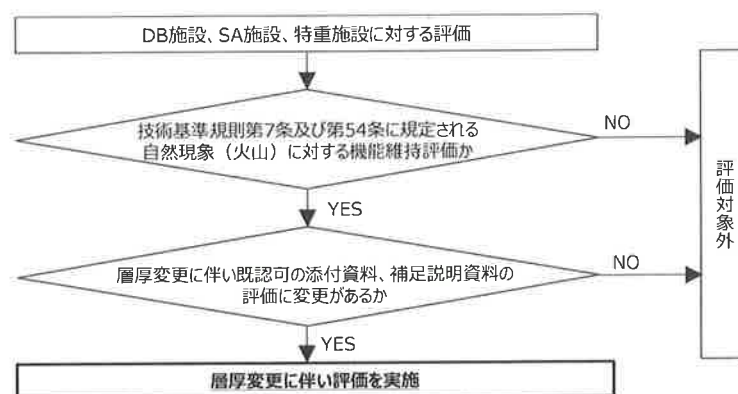 DB施設、SA施設、特重施設に対する評価
技術基準規則第7条及び第54条に規定される
自然現象（火山）に対する機能維持評価か
NO
YES
層厚変更に伴い既認可の添付資料、補足説明資料の
評価に変更があるか
NO
YES
層厚変更に伴い評価を実施
評価対象外